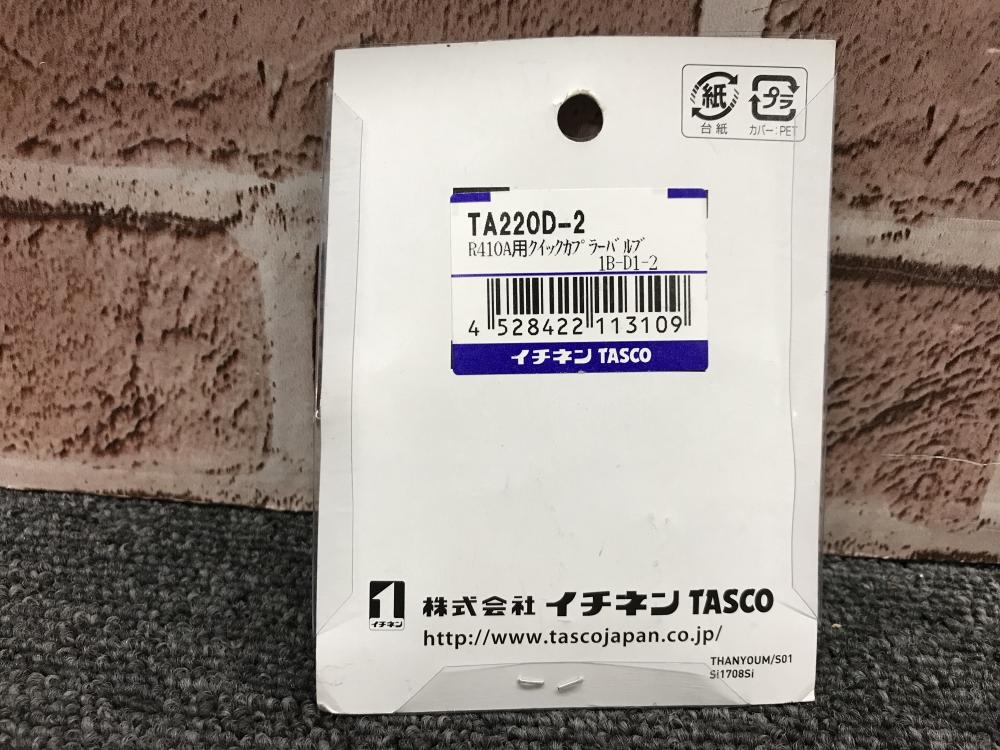 紙
プラ
台紙
カバー:PET
TA220D-2
R410A用ｸｲｯｸｶﾌﾟﾗｰﾊﾞﾙﾌﾞ
1B-D1-2
4 528422 113109
イチネン TASCO
1
イチネン
株式会社 イチネン TASCO
http://www.tascojapan.co.jp/
THANYOUM/S01
Si1708Si